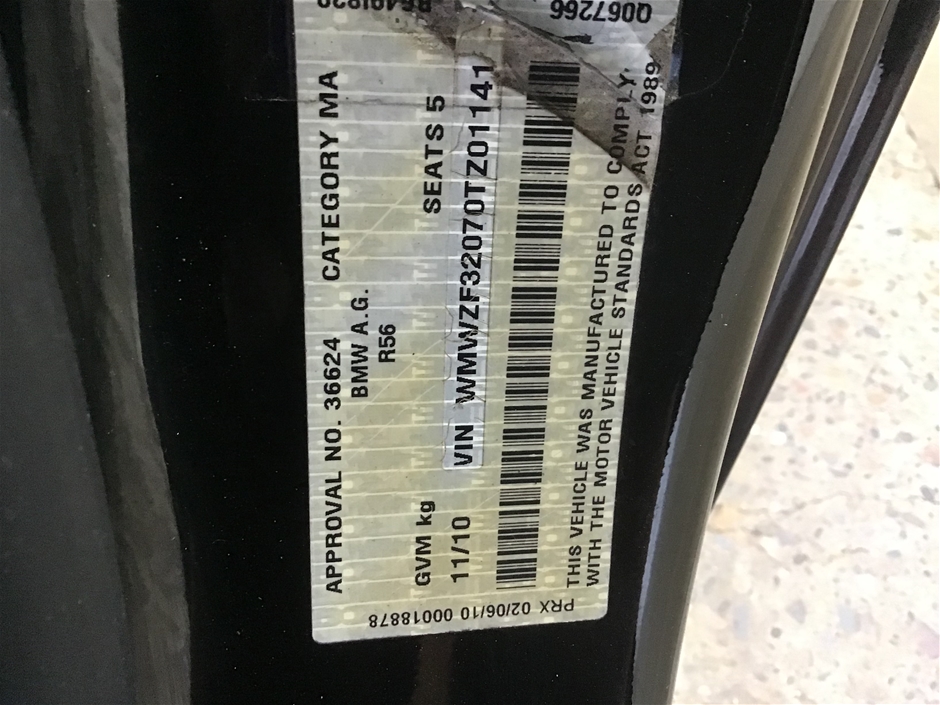 APPROVAL NO. 36624 CATEGORY MA
BMW A.G.
R56
GVM kg SEATS 5
11/10 VIN WMWZF32070TZ01141
THIS VEHICLE WAS MANUFACTURED TO COMPLY
WITH THE MOTOR VEHICLE STANDARDS ACT 1989
PRX 02/06/10 00018878
Q067266